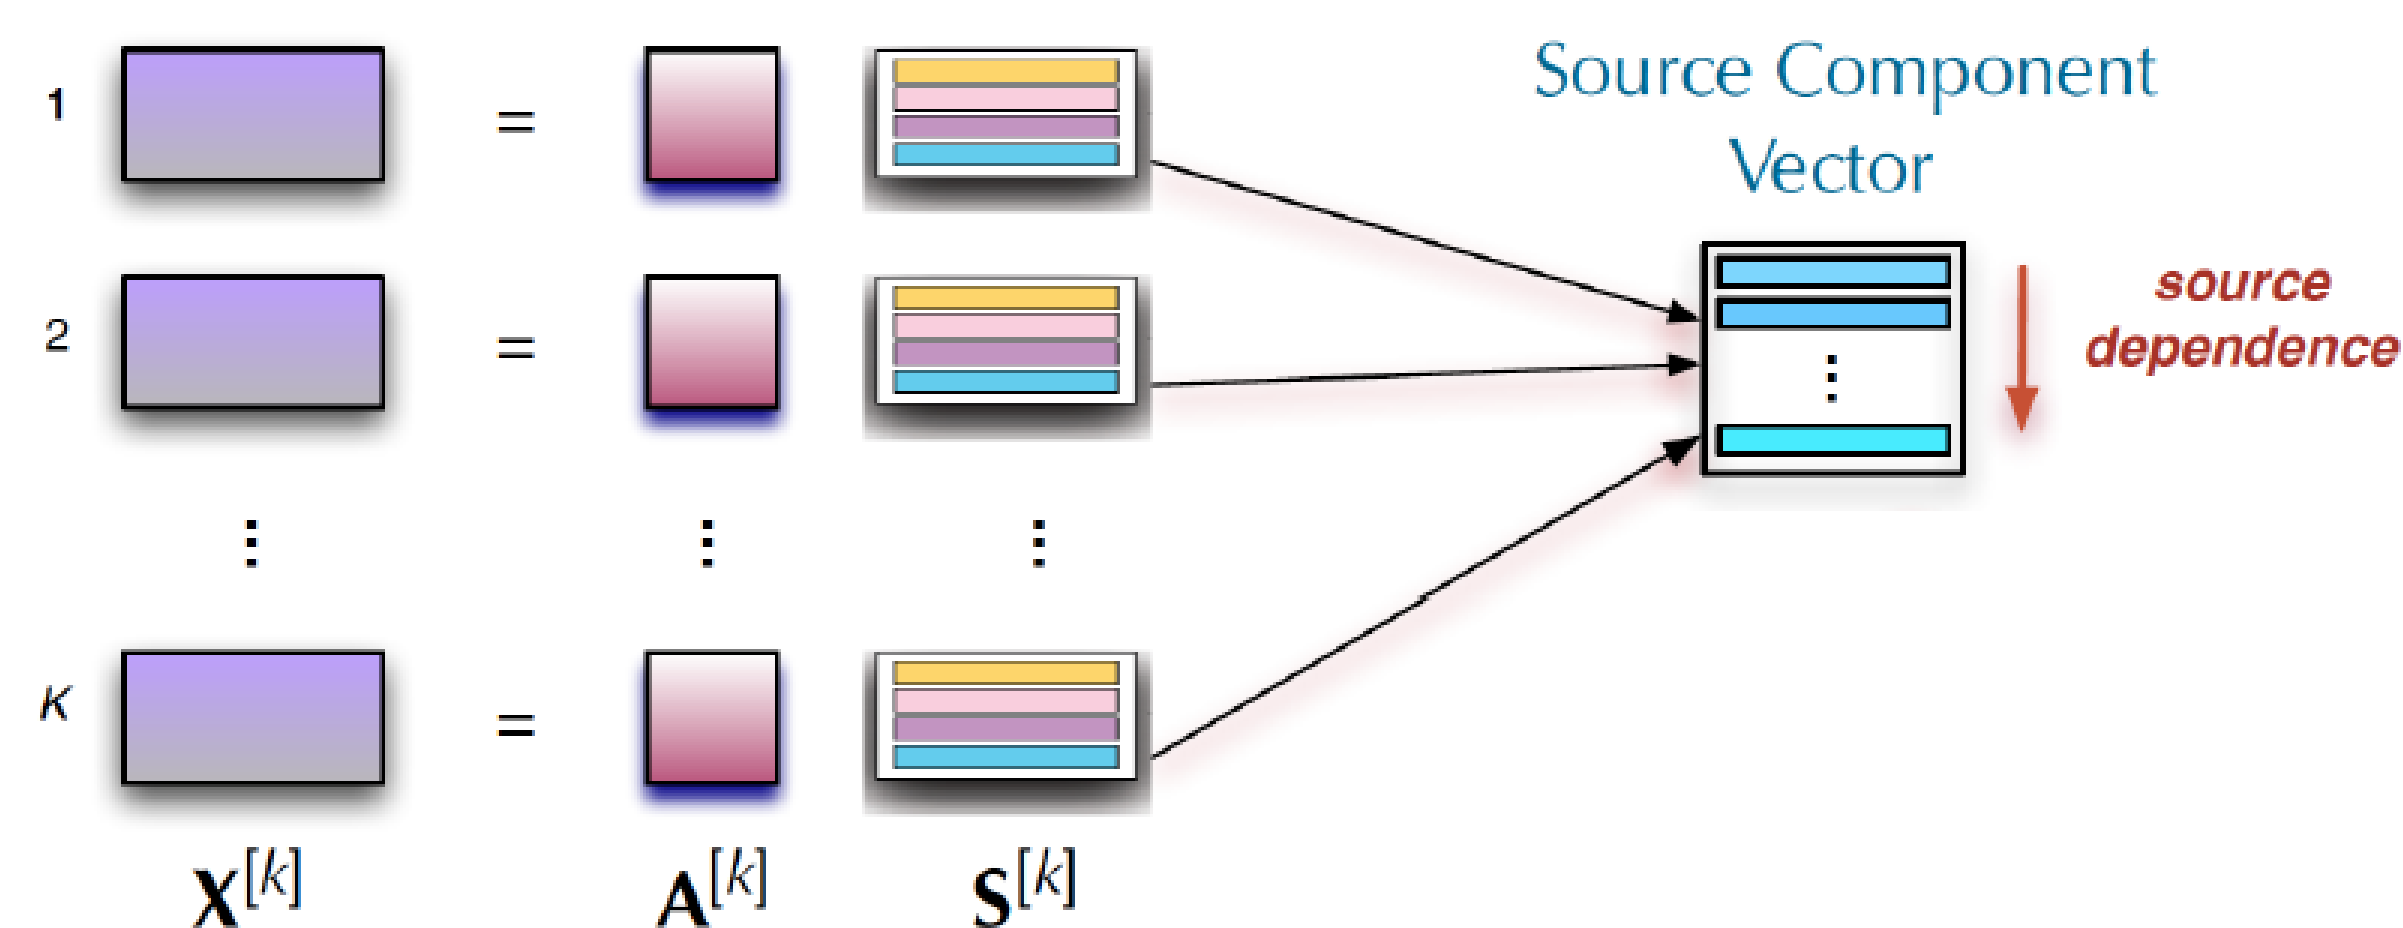 Source Component
Vector
1 =
2 =
source
dependence
⋮ ⋮ ⋮ ⋮
K =
X^[k] A^[k] S^[k]